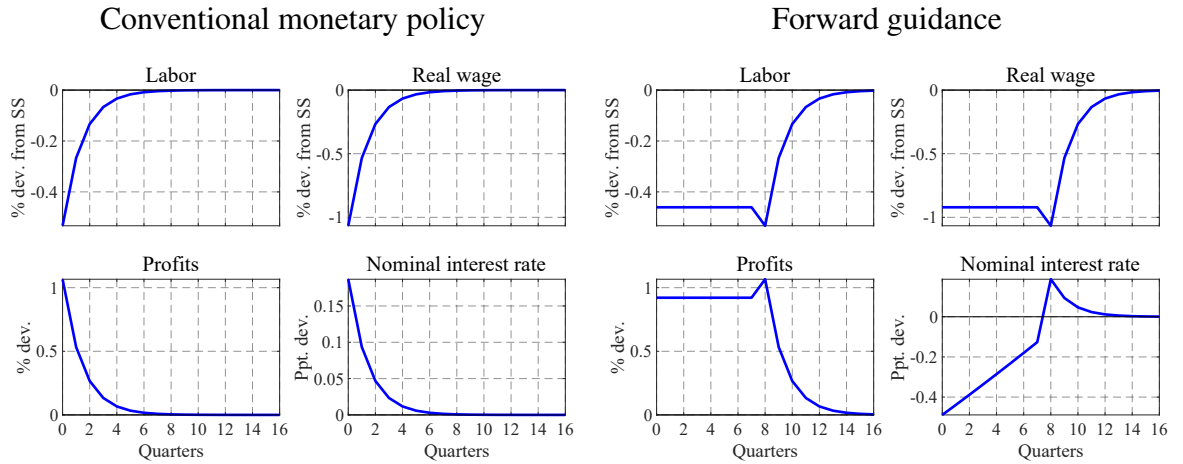 Conventional monetary policy
Forward guidance
Labor
Real wage
Labor
Real wage
% dev. from SS
0
-0.2
-0.4
% dev. from SS
0
-0.5
-1
% dev. from SS
0
-0.2
-0.4
% dev. from SS
0
-0.5
-1
Profits
Nominal interest rate
Profits
Nominal interest rate
% dev.
1
0.5
0
Ppt. dev.
0.15
0.1
0.05
0
% dev.
1
0.5
0
Ppt. dev.
0
-0.2
-0.4
0 2 4 6 8 10 12 14 16
0 2 4 6 8 10 12 14 16
0 2 4 6 8 10 12 14 16
0 2 4 6 8 10 12 14 16
Quarters
Quarters
Quarters
Quarters